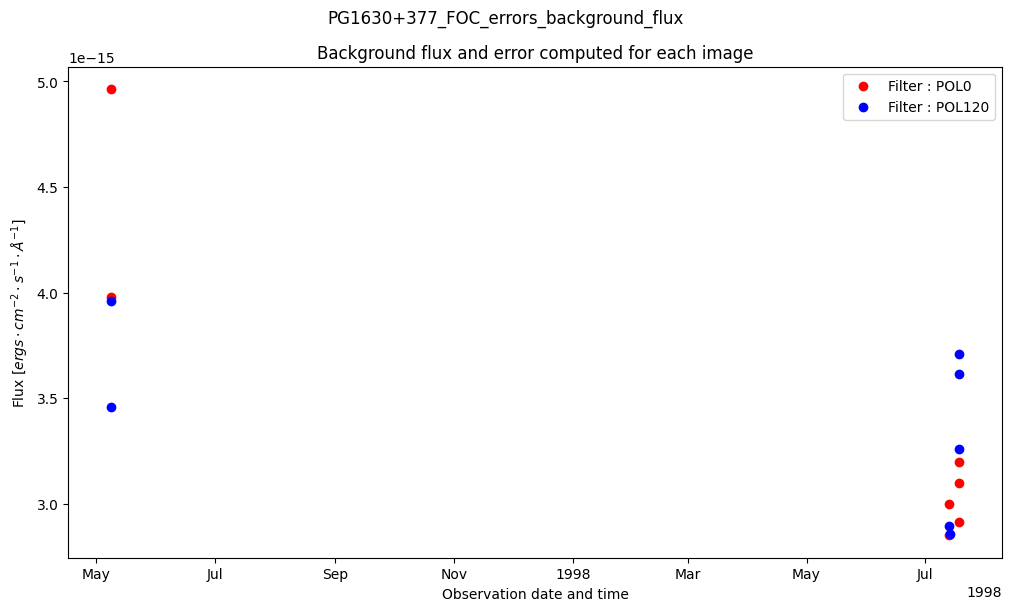 PG1630+377_FOC_errors_background_flux
Background flux and error computed for each image
1e−15
5.0
4.5
4.0
3.5
3.0
Flux [ergs · cm⁻² · s⁻¹ · Å⁻¹]
Filter : POL0
Filter : POL120
May Jul Sep Nov 1998 Mar May Jul
1998
Observation date and time